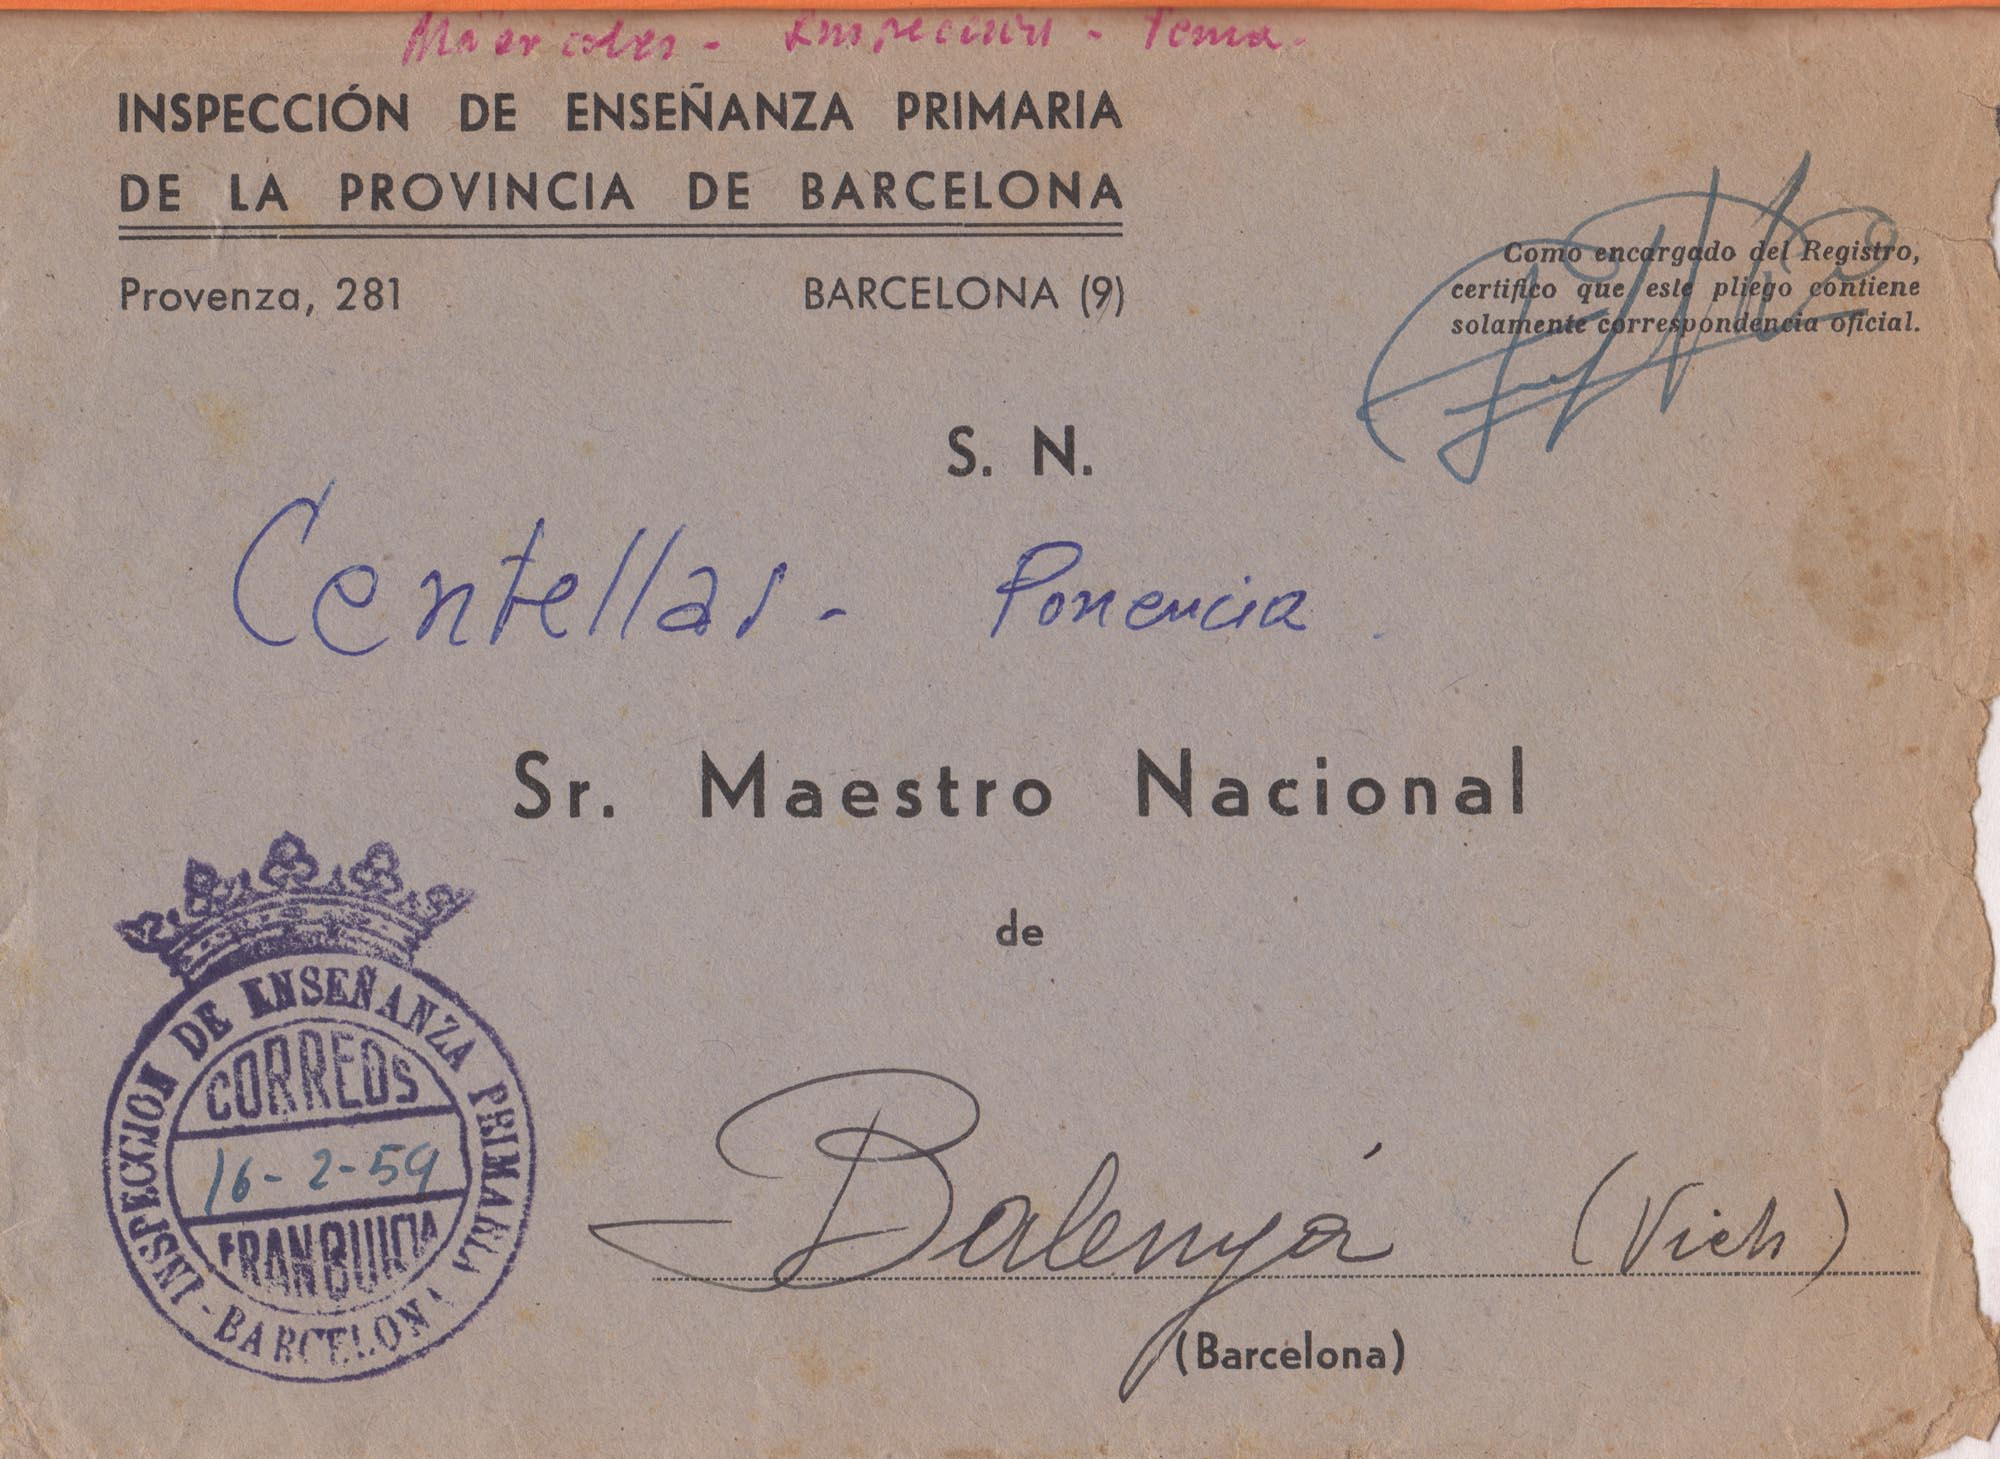 Miércoles - Inspección - Tema.
INSPECCIÓN DE ENSEÑANZA PRIMARIA
DE LA PROVINCIA DE BARCELONA
Provenza, 281 BARCELONA (9)
Como encargado del Registro,
certifico que este pliego contiene
solamente correspondencia oficial.
S. N.
Centellas - Ponencia.
Sr. Maestro Nacional
de
INSPECCION DE ENSEÑANZA PRIMARIA
CORREOS
16-2-59
FRANQUICIA
- BARCELONA
Balenyá (Vich)
(Barcelona)